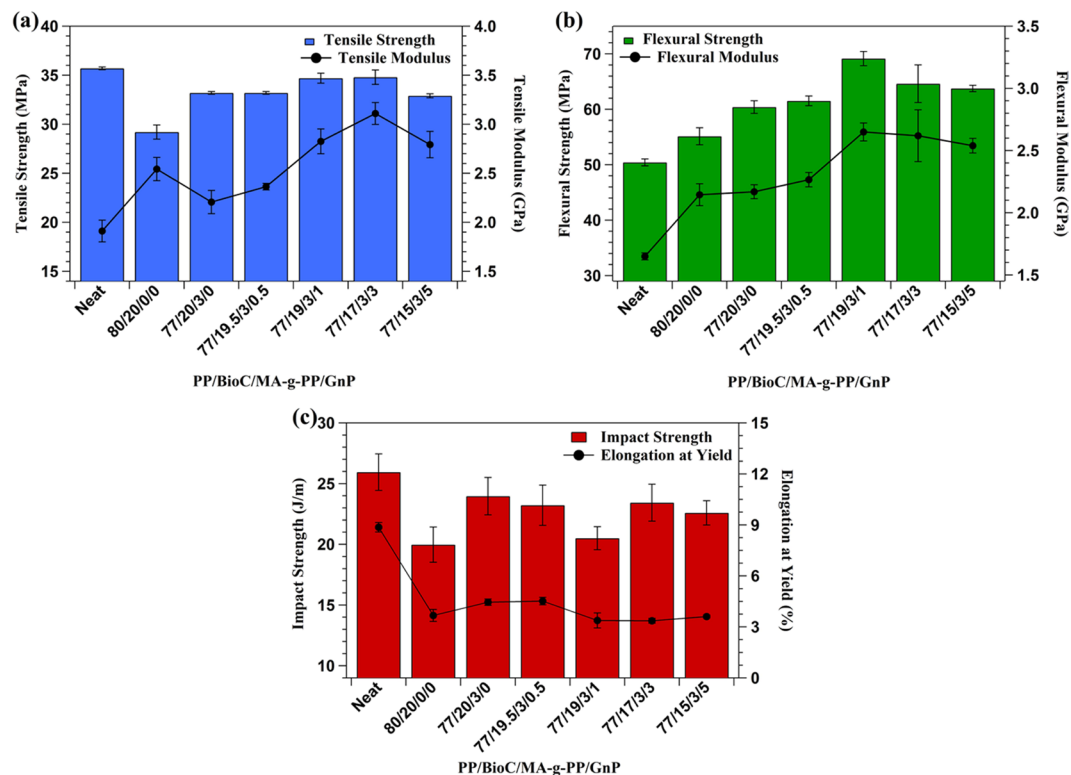 (a)
Tensile Strength
Tensile Modulus
Tensile Strength (MPa)
40
35
30
25
20
15
4.0
3.5
3.0
2.5
2.0
1.5
Tensile Modulus (GPa)
Neat
80/20/0/0
77/20/3/0
77/19.5/3/0.5
77/19/3/1
77/17/3/3
77/15/3/5
PP/BioC/MA-g-PP/GnP
(b)
Flexural Strength
Flexural Modulus
Flexural Strength (MPa)
70
60
50
40
30
3.5
3.0
2.5
2.0
1.5
Flexural Modulus (GPa)
Neat
80/20/0/0
77/20/3/0
77/19.5/3/0.5
77/19/3/1
77/17/3/3
77/15/3/5
PP/BioC/MA-g-PP/GnP
(c)
Impact Strength
Elongation at Yield
Impact Strength (J/m)
30
25
20
15
10
15
12
9
6
3
0
Elongation at
Yield (%)
Neat
80/20/0/0
77/20/3/0
77/19.5/3/0.5
77/19/3/1
77/17/3/3
77/15/3/5
PP/BioC/MA-g-PP/GnP